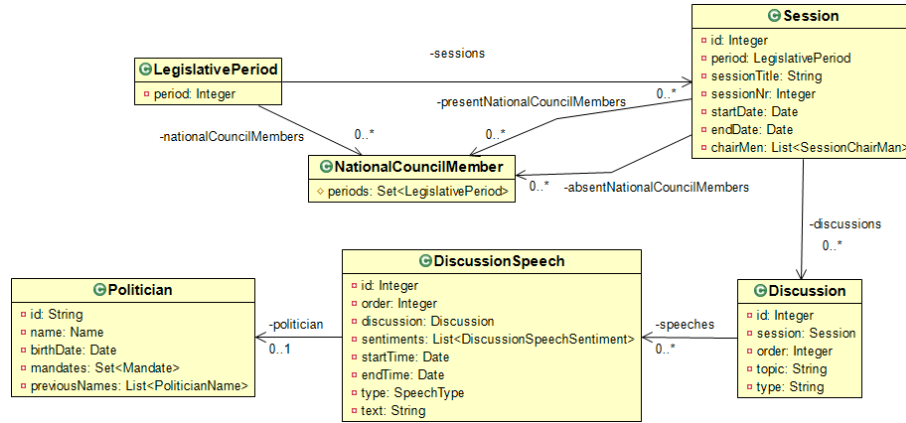 Session
id: Integer
period: LegislativePeriod
sessionTitle: String
sessionNr: Integer
startDate: Date
endDate: Date
chairMen: List<SessionChairMan>
-sessions
0..*
LegislativePeriod
period: Integer
-presentNationalCouncilMembers
0..*
-nationalCouncilMembers
0..*
NationalCouncilMember
periods: Set<LegislativePeriod>
0..*
-absentNationalCouncilMembers
-discussions
0..*
DiscussionSpeech
id: Integer
order: Integer
discussion: Discussion
sentiments: List<DiscussionSpeechSentiment>
startTime: Date
endTime: Date
type: SpeechType
text: String
Politician
id: String
name: Name
birthDate: Date
mandates: Set<Mandate>
previousNames: List<PoliticianName>
-politician
0..1
-speeches
0..*
Discussion
id: Integer
session: Session
order: Integer
topic: String
type: String